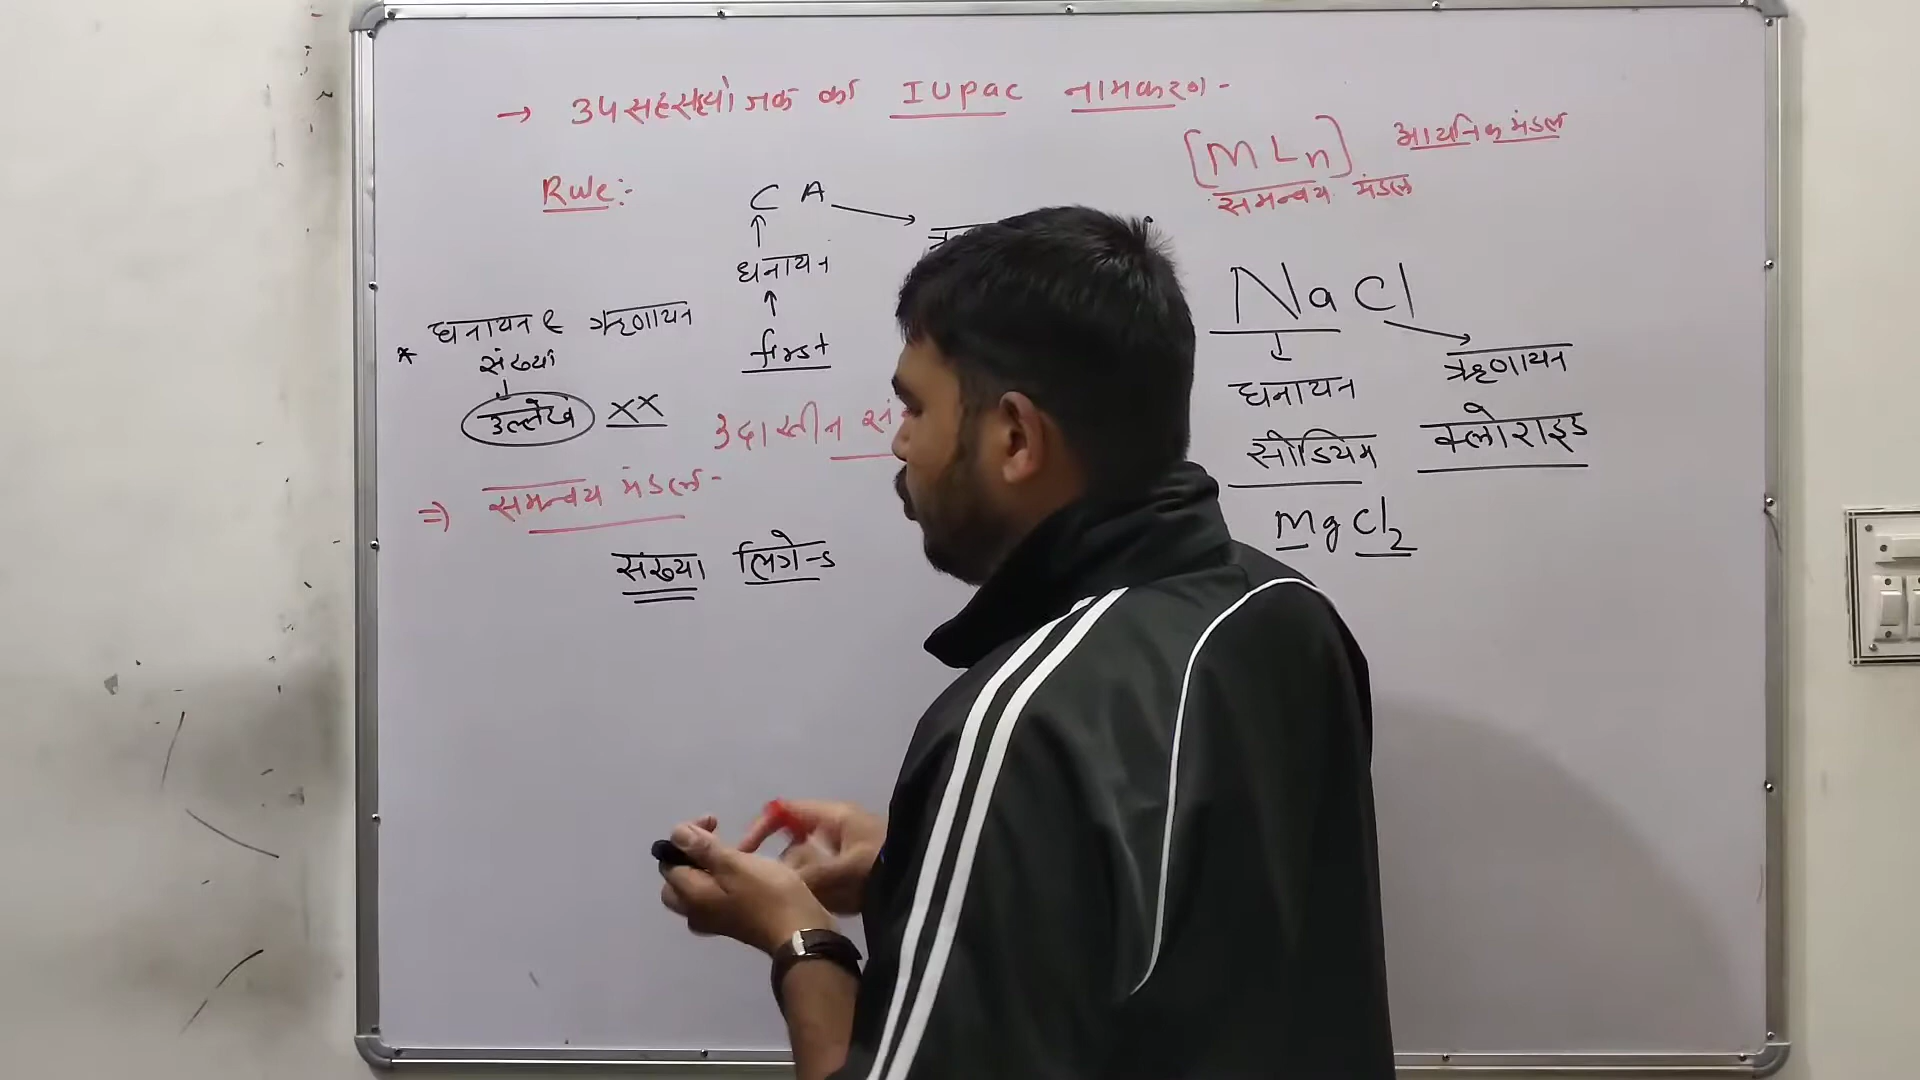 → उपसहसंयोजक का IUPAC नामकरण -
[MLn] आयनिक मंडल
समन्वय मंडल
Rule:-
C A →
↑
धनायन
↑
first
* धनायन ऋणायन
संख्या
↓
उल्लेख XX
उदासीन
⇒ समन्वय मंडल -
संख्या लिगेन्ड
NaCl
धनायन ऋणायन
सोडियम क्लोराइड
MgCl₂